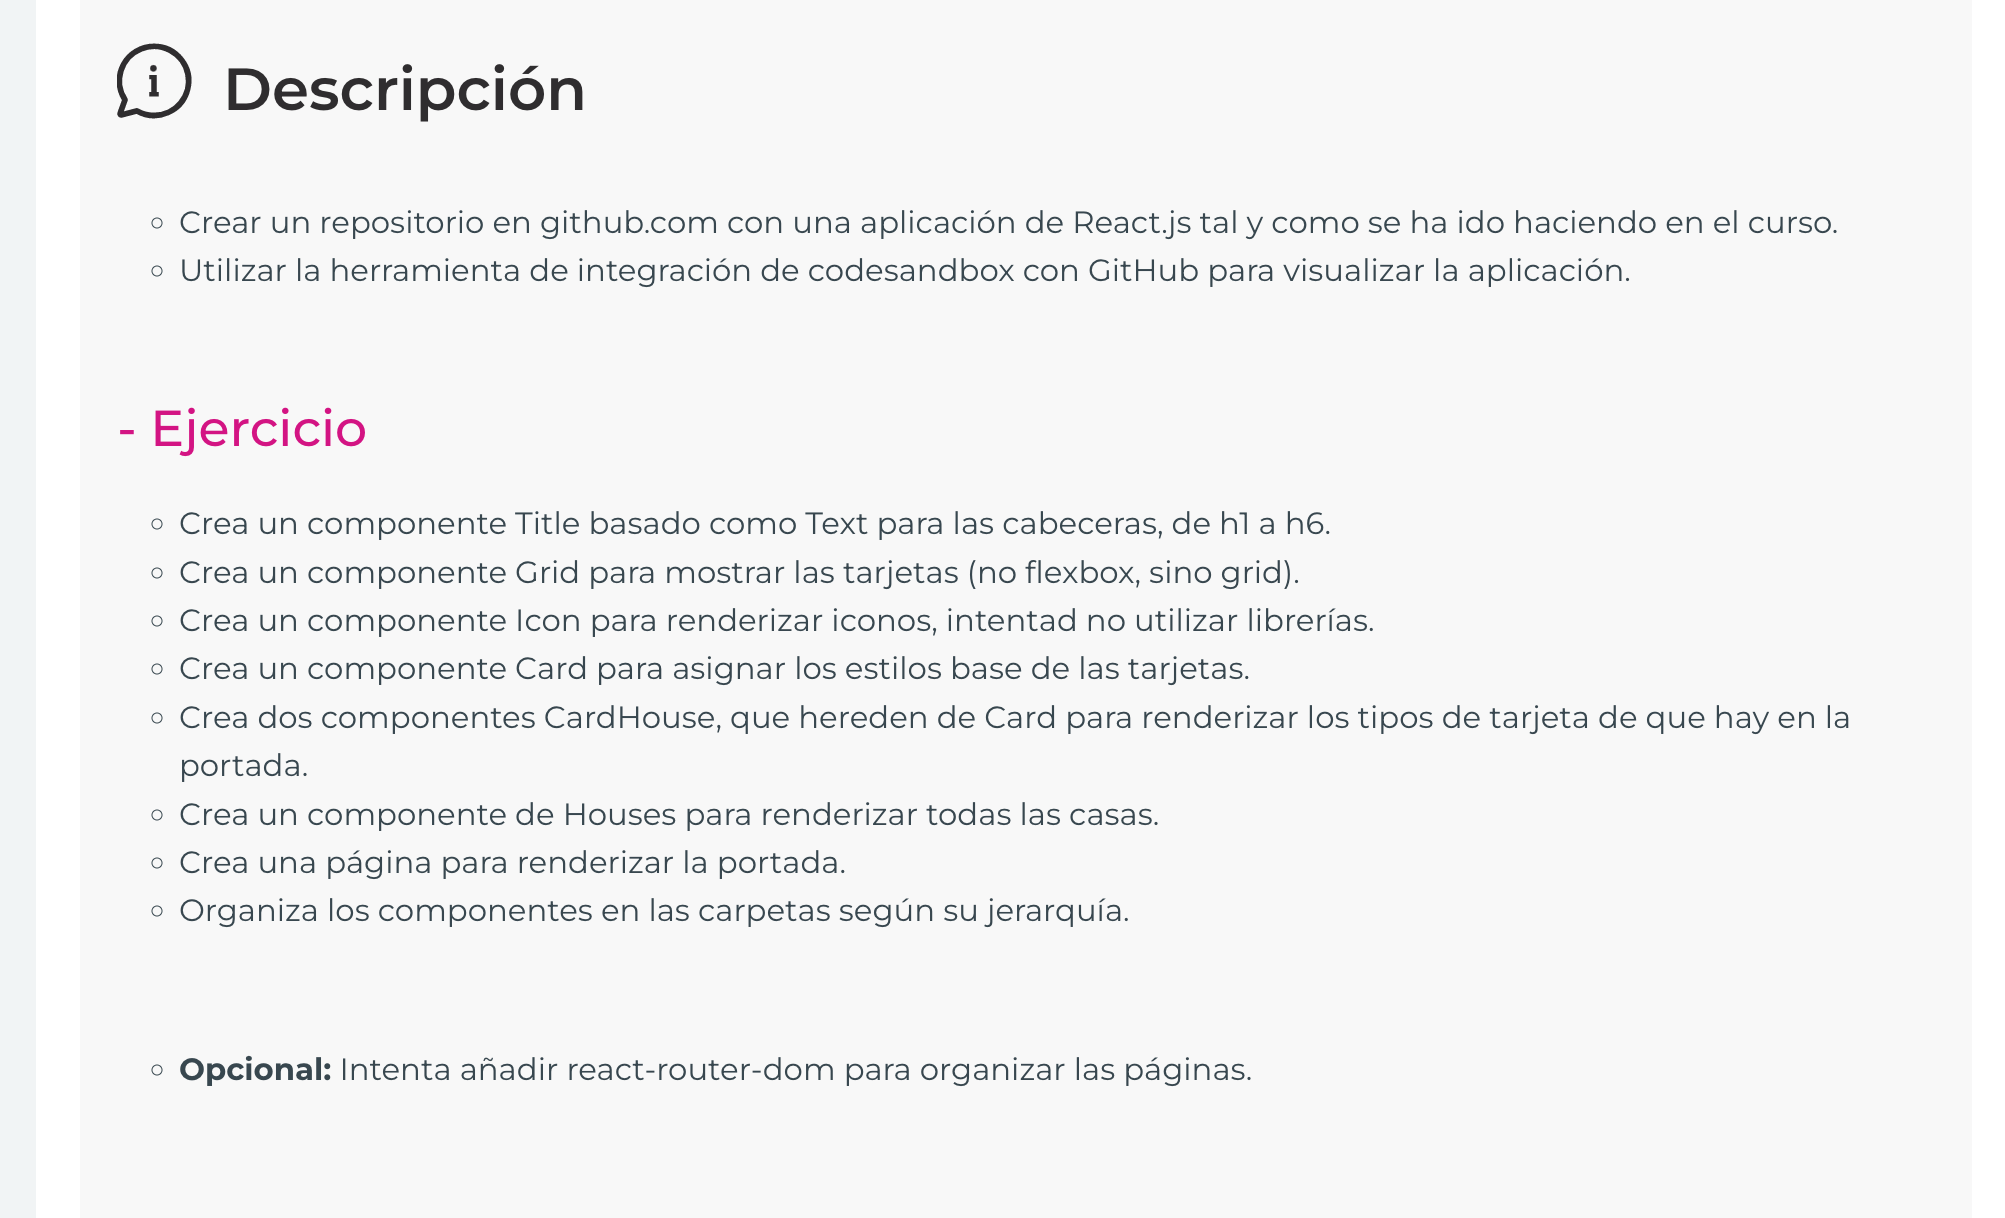 i
Descripción
Crear un repositorio en github.com con una aplicación de React.js tal y como se ha ido haciendo en el curso.
Utilizar la herramienta de integración de codesandbox con GitHub para visualizar la aplicación.
- Ejercicio
Crea un componente Title basado como Text para las cabeceras, de h1 a h6.
Crea un componente Grid para mostrar las tarjetas (no flexbox, sino grid).
Crea un componente Icon para renderizar iconos, intentad no utilizar librerías.
Crea un componente Card para asignar los estilos base de las tarjetas.
Crea dos componentes CardHouse, que hereden de Card para renderizar los tipos de tarjeta de que hay en la
portada.
Crea un componente de Houses para renderizar todas las casas.
Crea una página para renderizar la portada.
Organiza los componentes en las carpetas según su jerarquía.
Opcional: Intenta añadir react-router-dom para organizar las páginas.